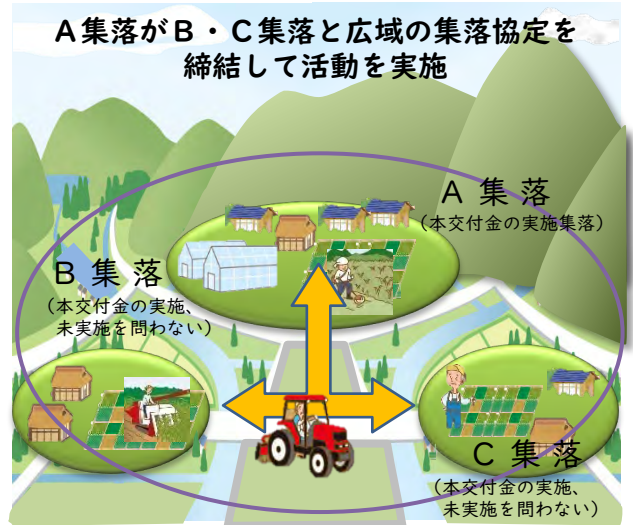 A集落がB・C集落と広域の集落協定を
締結して活動を実施
A 集 落
（本交付金の実施集落）
B 集 落
（本交付金の実施、
未実施を問わない）
C 集 落
（本交付金の実施、
未実施を問わない）